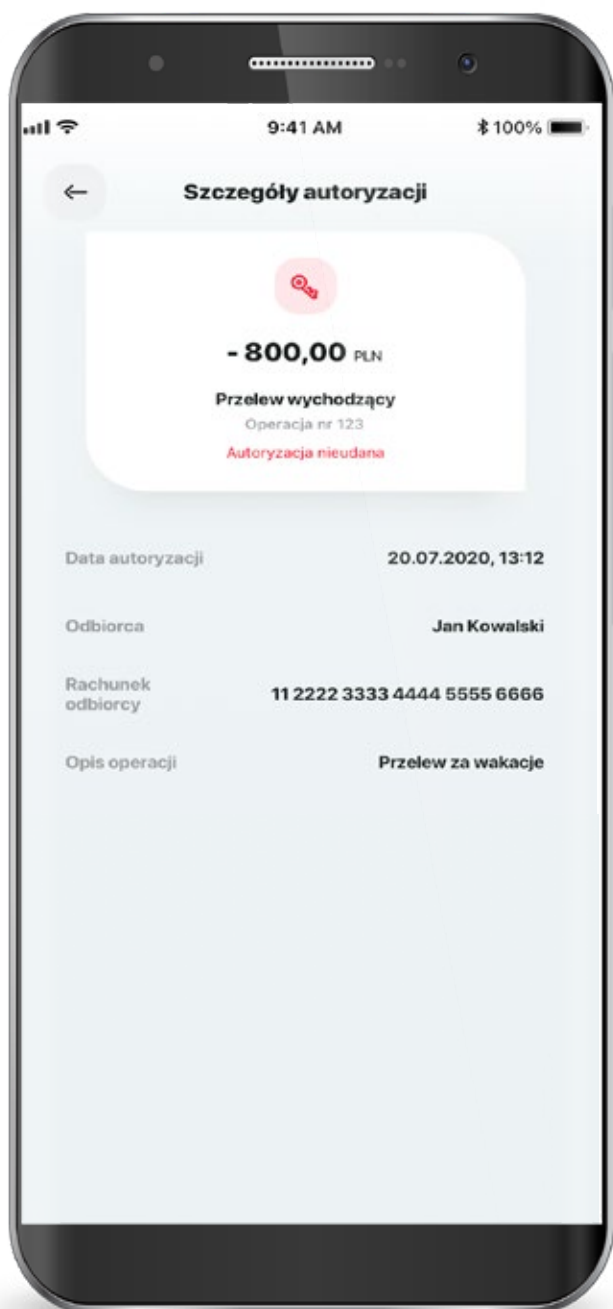 9:41 AM
100%
Szczegóły autoryzacji
- 800,00 PLN
Przelew wychodzący
Operacja nr 123
Autoryzacja nieudana
Data autoryzacji 20.07.2020, 13:12
Odbiorca Jan Kowalski
Rachunek
odbiorcy 11 2222 3333 4444 5555 6666
Opis operacji Przelew za wakacje